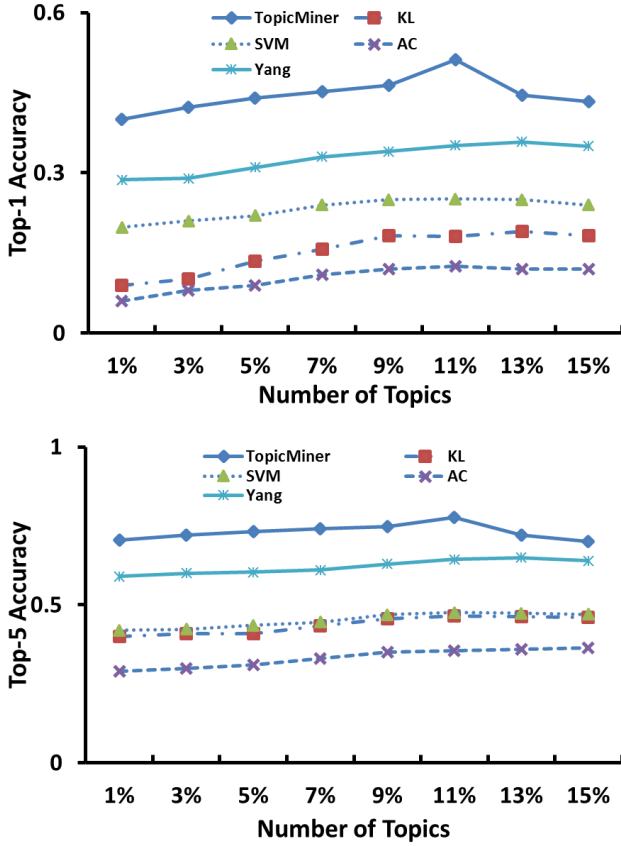 0.6
TopicMiner KL
SVM AC
Yang
0.3
0
Top-1 Accuracy
1% 3% 5% 7% 9% 11% 13% 15%
Number of Topics
1
TopicMiner KL
SVM AC
Yang
0.5
0
Top-5 Accuracy
1% 3% 5% 7% 9% 11% 13% 15%
Number of Topics